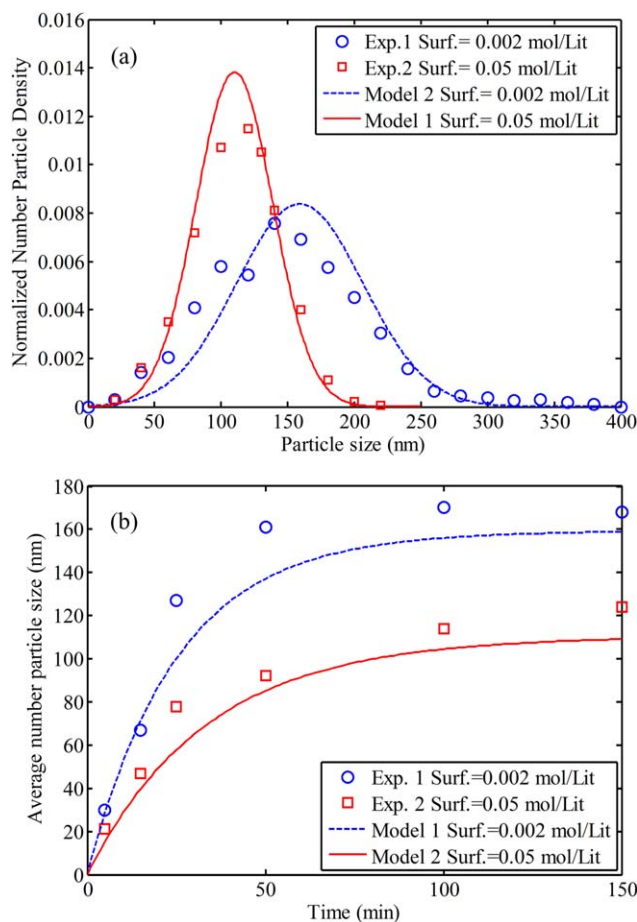 0.016
0.014
0.012
0.01
0.008
0.006
0.004
0.002
0
0 50 100 150 200 250 300 350 400
Normalized Number Particle Density
Particle size (nm)
(a)
Exp.1 Surf.= 0.002 mol/Lit
Exp.2 Surf.= 0.05 mol/Lit
Model 2 Surf.= 0.002 mol/Lit
Model 1 Surf.= 0.05 mol/Lit
180
160
140
120
100
80
60
40
20
0
0 50 100 150
Average number particle size (nm)
Time (min)
(b)
Exp. 1 Surf.=0.002 mol/Lit
Exp. 2 Surf.=0.05 mol/Lit
Model 1 Surf.=0.002 mol/Lit
Model 2 Surf.=0.05 mol/Lit